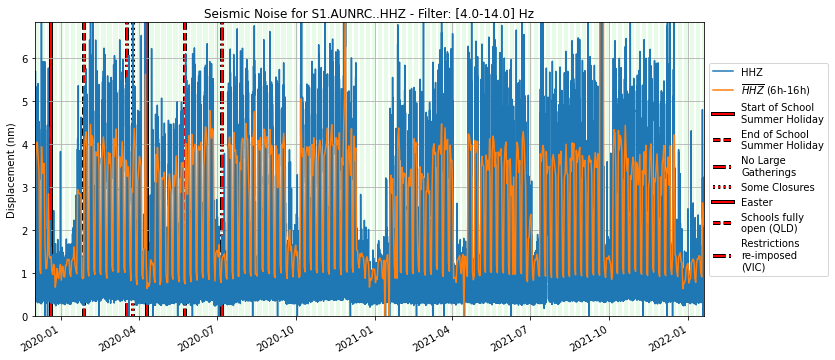 Seismic Noise for S1.AUNRC..HHZ - Filter: [4.0-14.0] Hz
Displacement (nm)
6
5
4
3
2
1
0
2020-01
2020-04
2020-07
2020-10
2021-01
2021-04
2021-07
2021-10
2022-01
HHZ
HHZ (6h-16h)
Start of School
Summer Holiday
End of School
Summer Holiday
No Large
Gatherings
Some Closures
Easter
Schools fully
open (QLD)
Restrictions
re-imposed
(VIC)